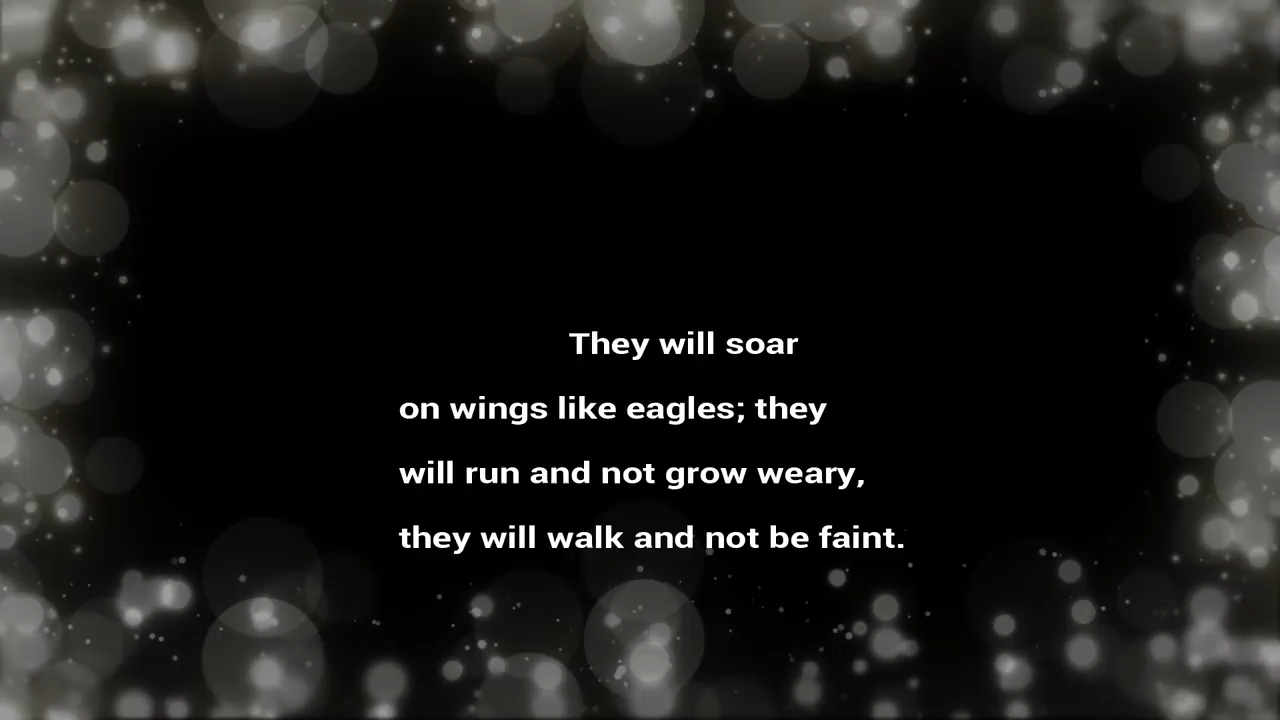 They will soar
on wings like eagles; they
will run and not grow weary,
they will walk and not be faint.